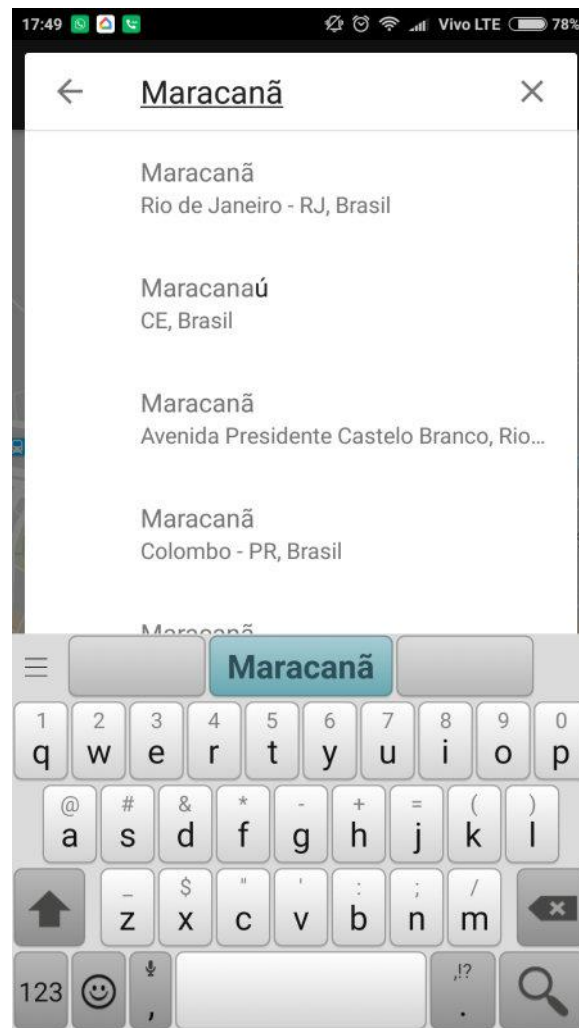 17:49 Vivo LTE 78%
Maracanã
Maracanã
Rio de Janeiro - RJ, Brasil
Maracanaú
CE, Brasil
Maracanã
Avenida Presidente Castelo Branco, Rio...
Maracanã
Colombo - PR, Brasil
Maracanã
Maracanã
1 2 3 4 5 6 7 8 9 0
q w e r t y u i o p
@ # & * - + = ( )
a s d f g h j k l
_ $ " ' : ; /
z x c v b n m
,!?
123 , .